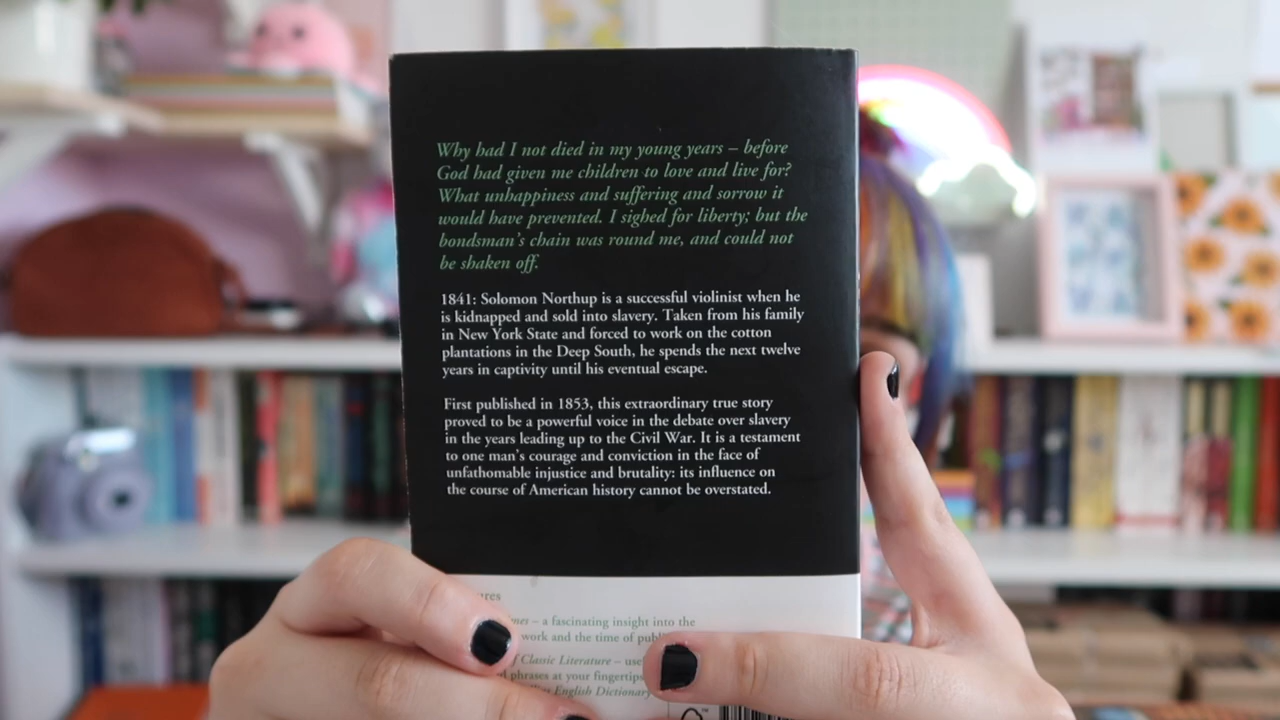 Why had I not died in my young years – before
God had given me children to love and live for?
What unhappiness and suffering and sorrow it
would have prevented. I sighed for liberty; but the
bondsman's chain was round me, and could not
be shaken off.
1841: Solomon Northup is a successful violinist when he
is kidnapped and sold into slavery. Taken from his family
in New York State and forced to work on the cotton
plantations in the Deep South, he spends the next twelve
years in captivity until his eventual escape.
First published in 1853, this extraordinary true story
proved to be a powerful voice in the debate over slavery
in the years leading up to the Civil War. It is a testament
to one man's courage and conviction in the face of
unfathomable injustice and brutality: its influence on
the course of American history cannot be overstated.
– a fascinating insight into the
work and the time of
Classic Literature –
phrases at your fingertips
English Dictionary